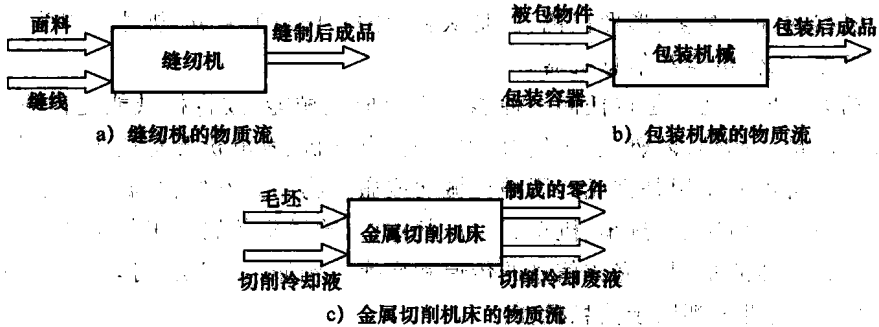 面料
缝线
缝纫机
缝制后成品
a) 缝纫机的物质流
被包物件
包装容器
包装机械
包装后成品
b) 包装机械的物质流
毛坯
切削冷却液
金属切削机床
制成的零件
切削冷却废液
c) 金属切削机床的物质流